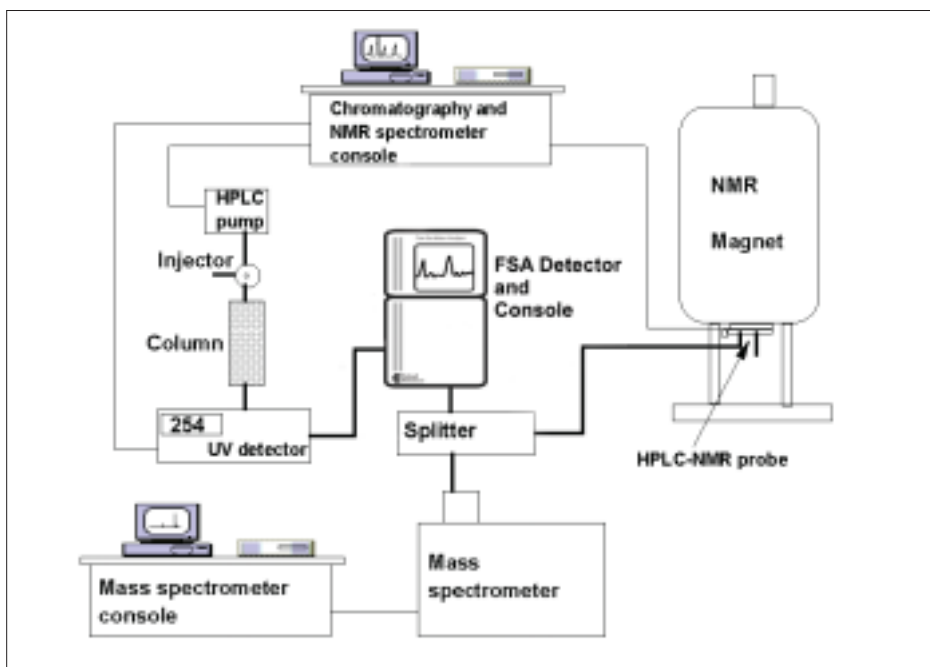 Chromatography and
NMR spectrometer
console
HPLC
pump
Injector
Column
254
UV detector
FSA Detector
and
Console
Splitter
NMR
Magnet
HPLC-NMR probe
Mass spectrometer
console
Mass
spectrometer